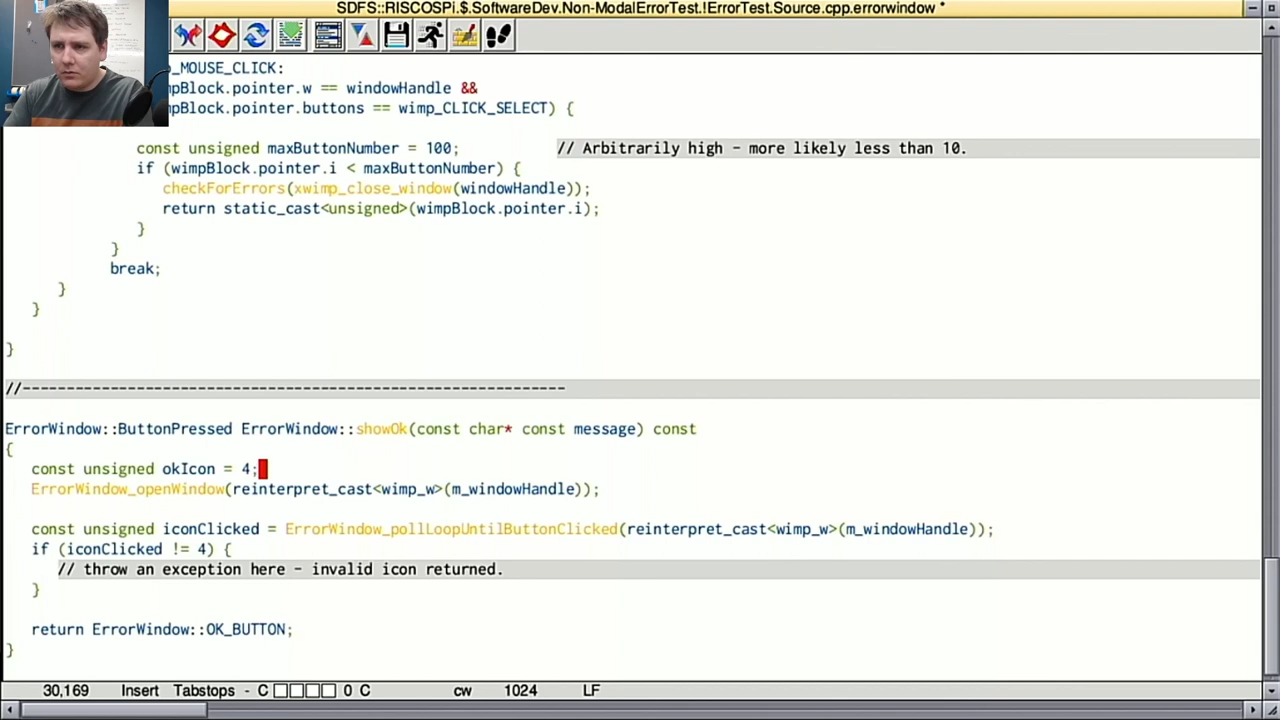 SDFS::RISCOSPi.$.SoftwareDev.Non-ModalErrorTest.!ErrorTest.Source.cpp.errorwindow *
p_MOUSE_CLICK:
mpBlock.pointer.w == windowHandle &&
mpBlock.pointer.buttons == wimp_CLICK_SELECT) {
const unsigned maxButtonNumber = 100; // Arbitrarily high - more likely less than 10.
if (wimpBlock.pointer.i < maxButtonNumber) {
checkForErrors(xwimp_close_window(windowHandle));
return static_cast<unsigned>(wimpBlock.pointer.i);
}
}
break;
}
}
}
//--------------------------------------------------------------
ErrorWindow::ButtonPressed ErrorWindow::showOk(const char* const message) const
{
const unsigned okIcon = 4;
ErrorWindow_openWindow(reinterpret_cast<wimp_w>(m_windowHandle));
const unsigned iconClicked = ErrorWindow_pollLoopUntilButtonClicked(reinterpret_cast<wimp_w>(m_windowHandle));
if (iconClicked != 4) {
// throw an exception here - invalid icon returned.
}
return ErrorWindow::OK_BUTTON;
}
30,169 Insert Tabstops - C 0 C cw 1024 LF